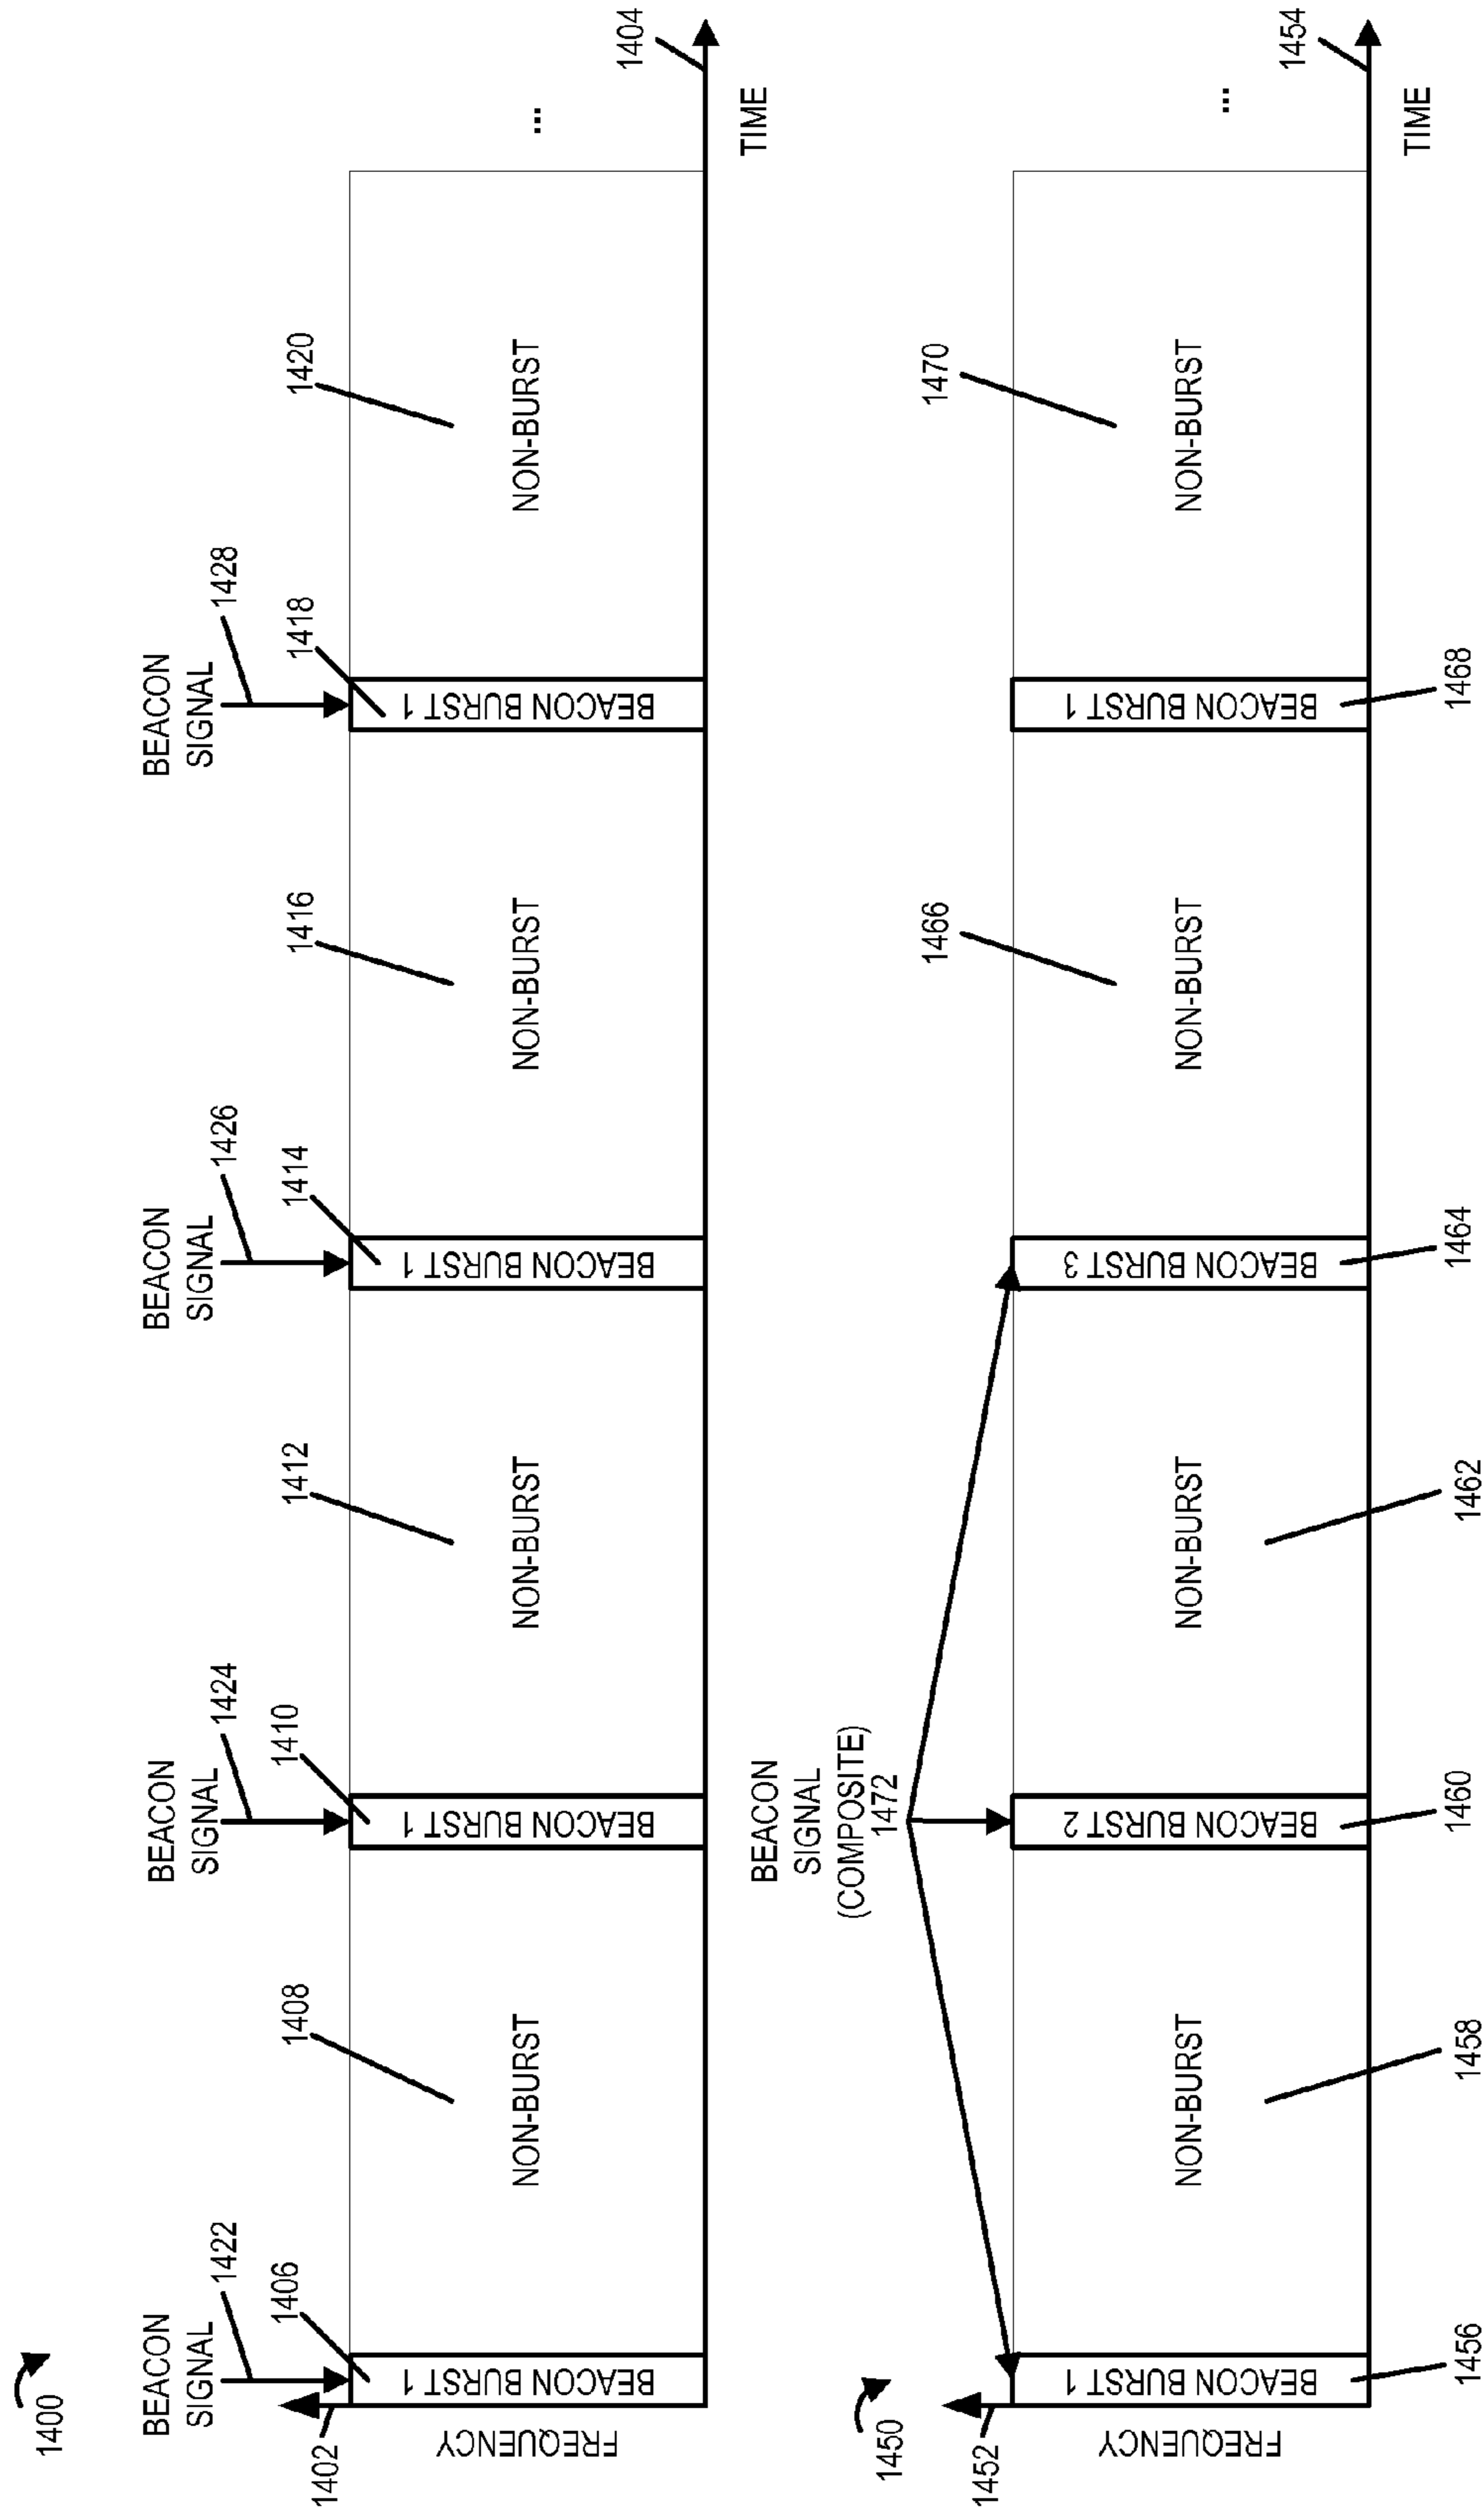 1400
BEACON
SIGNAL
1422
BEACON
SIGNAL
1424
BEACON
SIGNAL
1426
BEACON
SIGNAL
1428
1402
1406
1408
1410
1412
1414
1416
1418
1420
1404
FREQUENCY
BEACON BURST 1
NON-BURST
BEACON BURST 1
NON-BURST
BEACON BURST 1
NON-BURST
BEACON BURST 1
NON-BURST
...
TIME
1450
BEACON
SIGNAL
(COMPOSITE)
1472
1452
1466
1470
1454
FREQUENCY
BEACON BURST 1
NON-BURST
BEACON BURST 2
NON-BURST
BEACON BURST 3
NON-BURST
BEACON BURST 1
NON-BURST
...
TIME
1456
1458
1460
1462
1464
1468